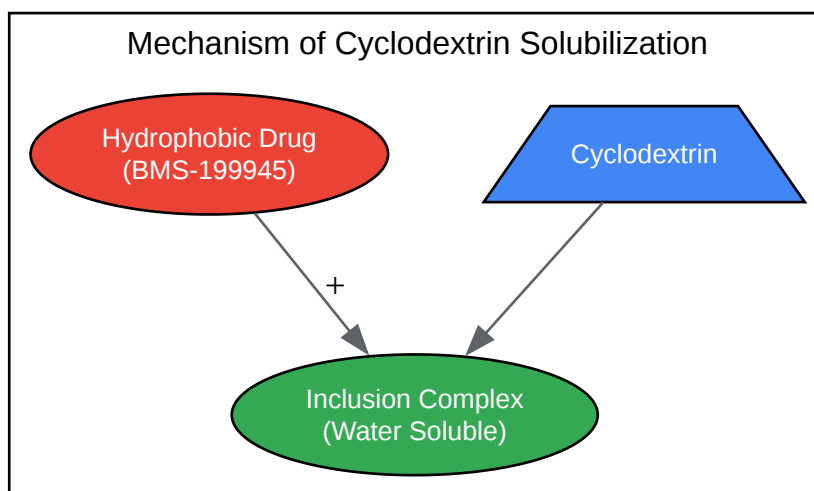 Mechanism of Cyclodextrin Solubilization
Hydrophobic Drug
(BMS-199945)
Cyclodextrin
+
Inclusion Complex
(Water Soluble)